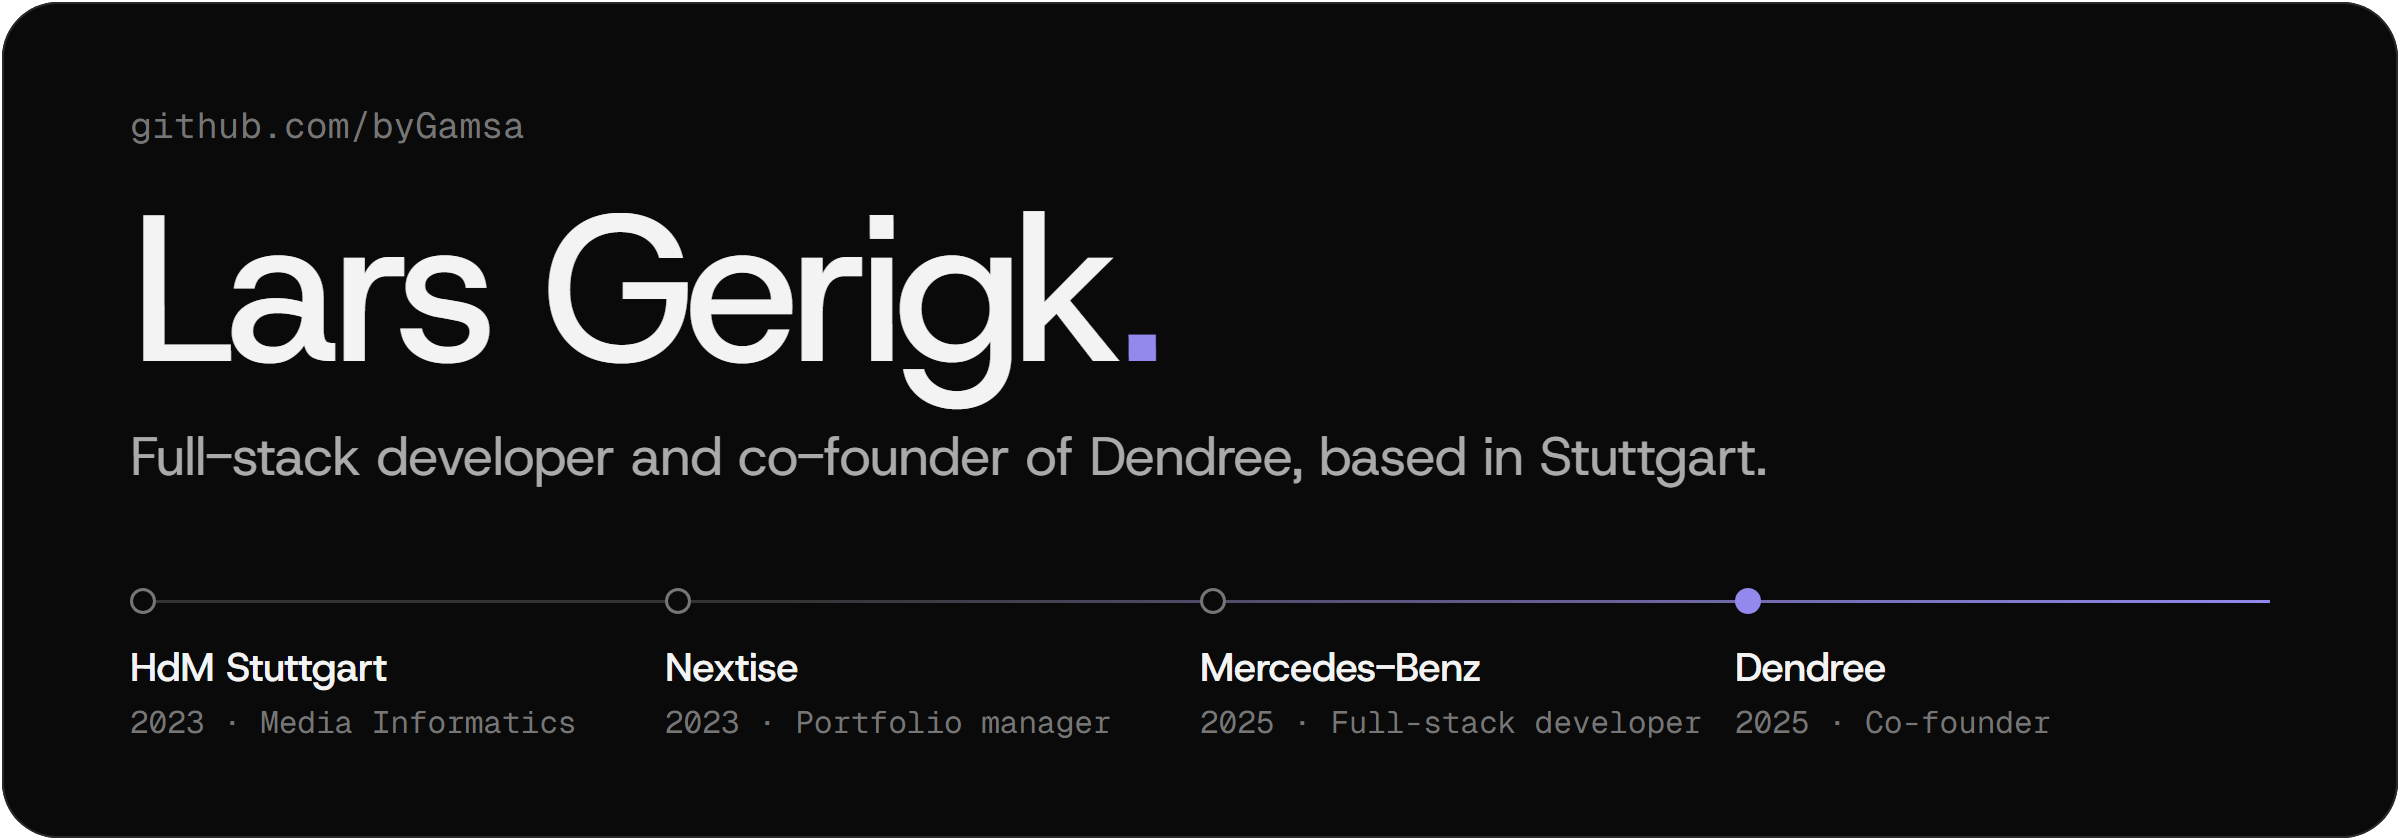 github.com/byGamsa
Lars Gerigk.
Full-stack developer and co-founder of Dendree, based in Stuttgart.
HdM Stuttgart
2023 · Media Informatics
Nextise
2023 · Portfolio manager
Mercedes-Benz
2025 · Full-stack developer
Dendree
2025 · Co-founder